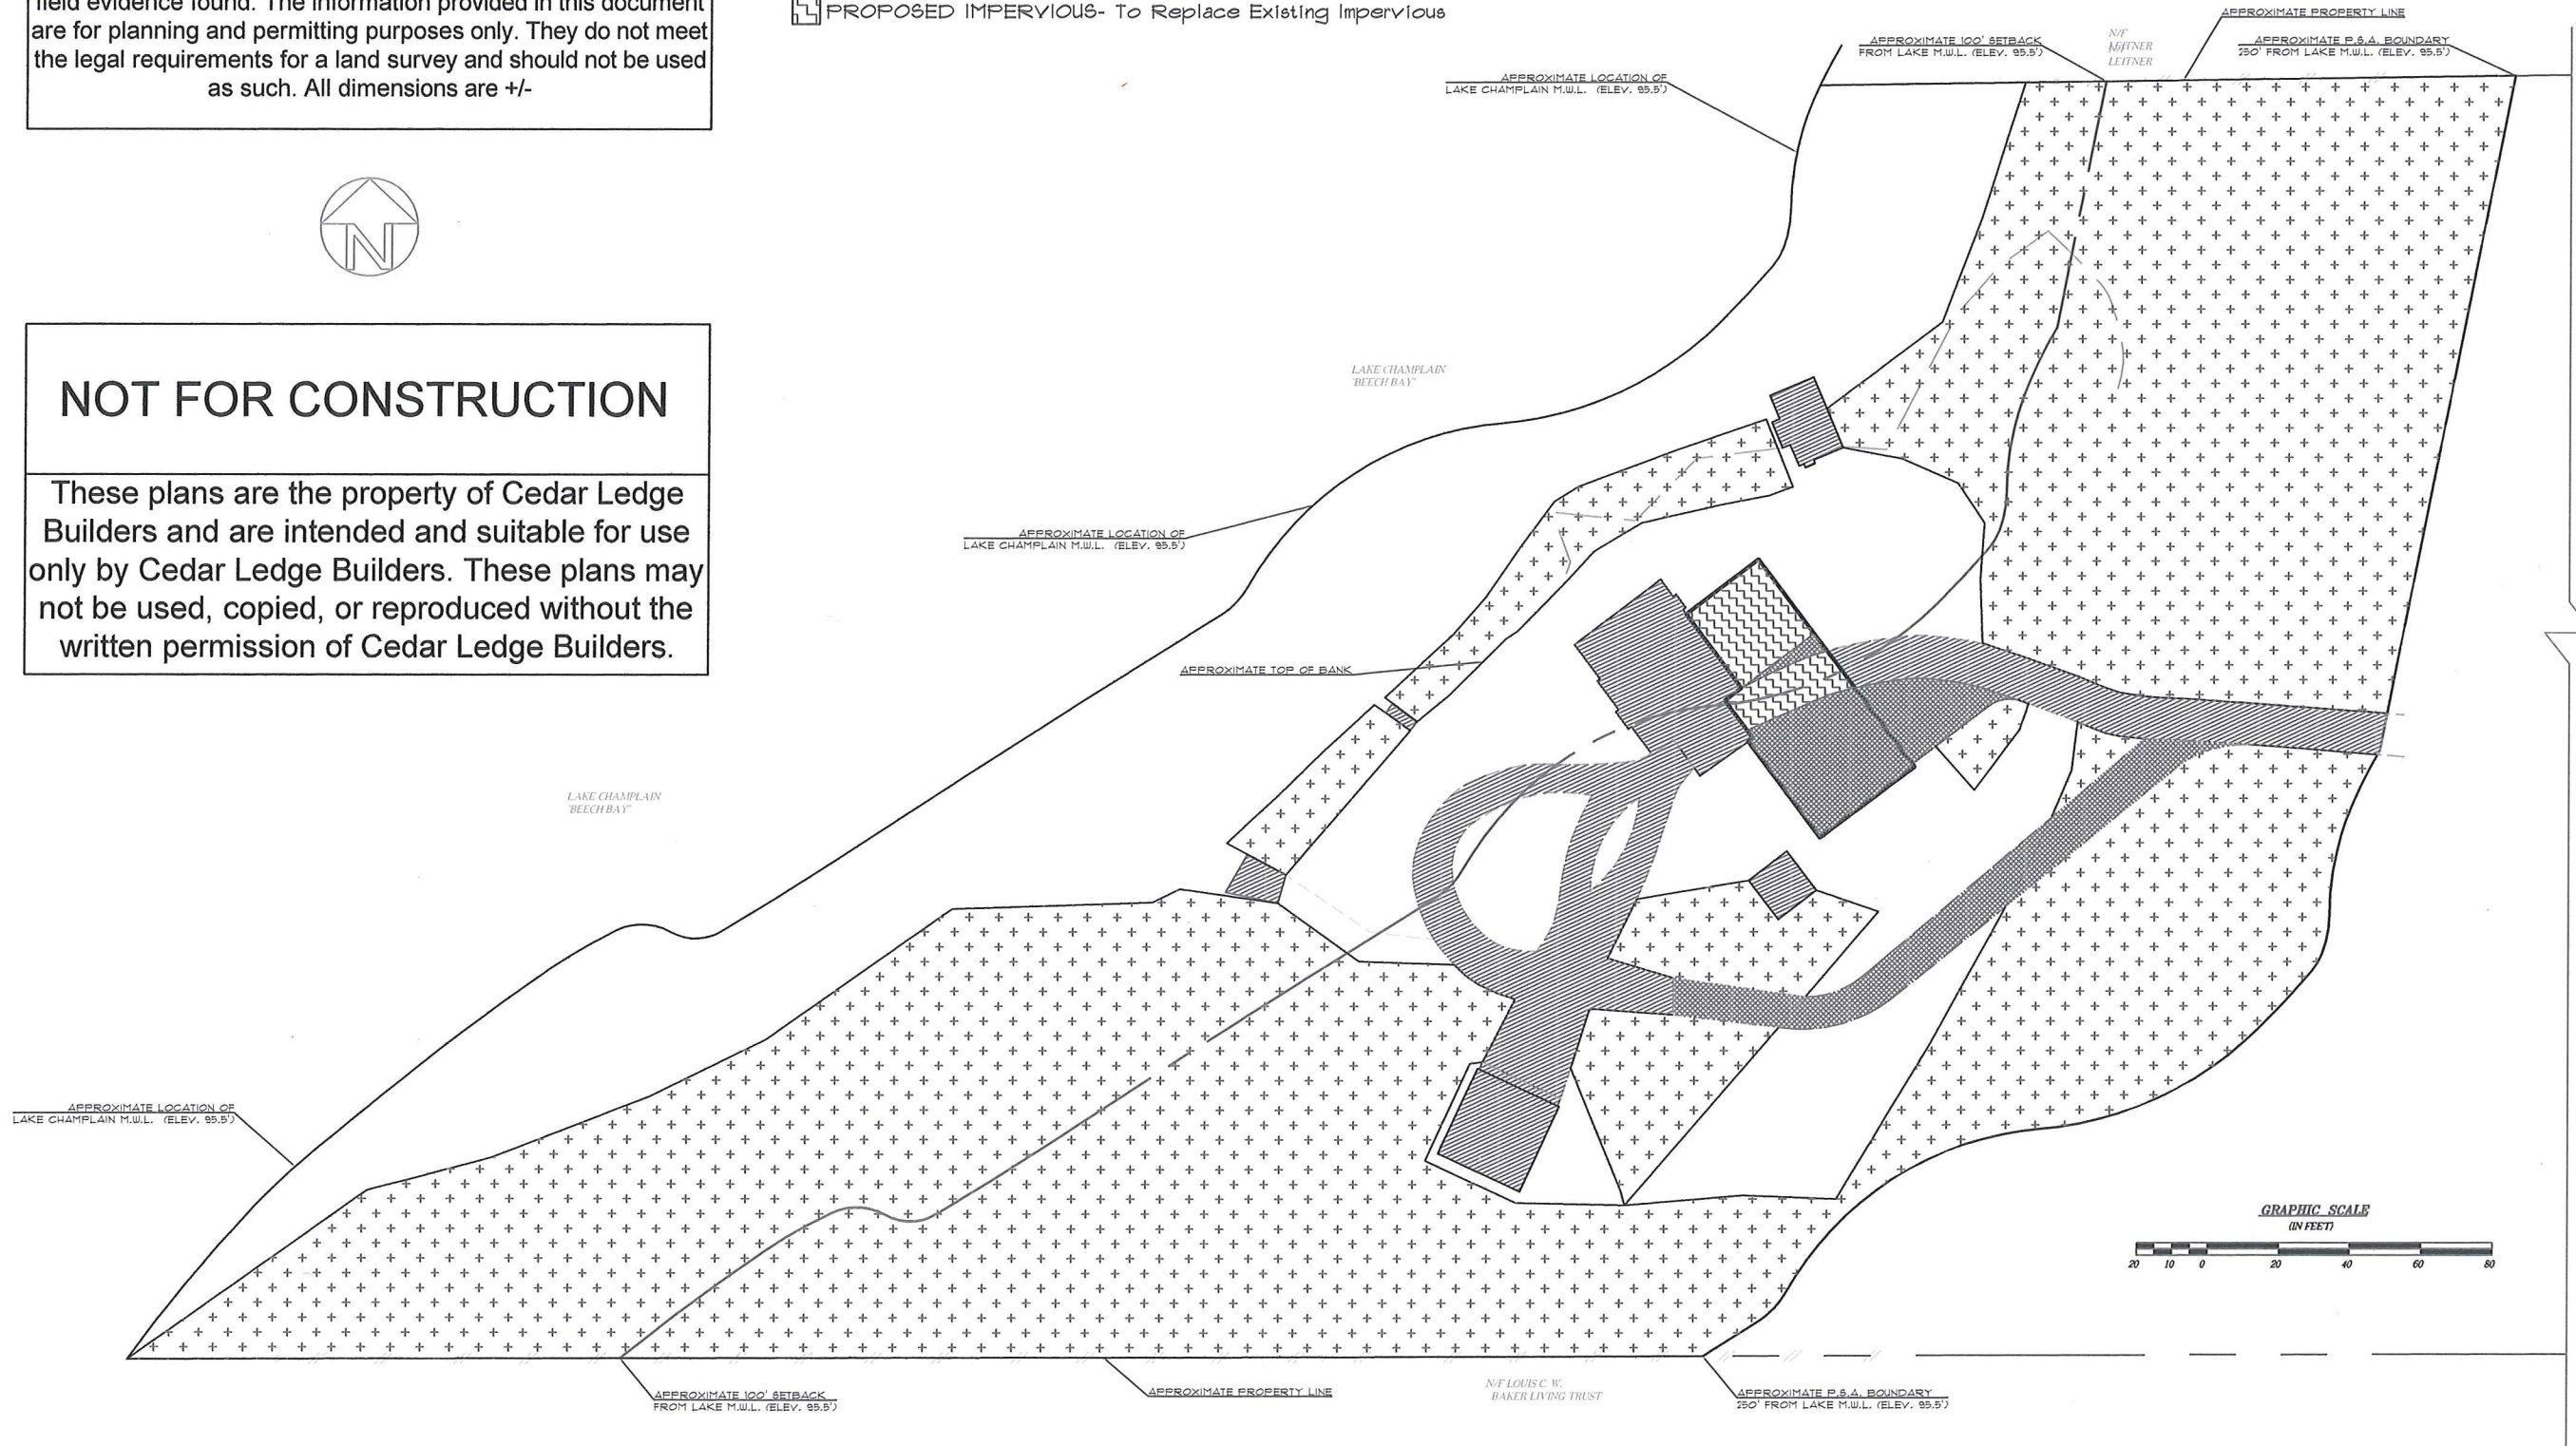 field evidence found. The information provided in this document
are for planning and permitting purposes only. They do not meet
the legal requirements for a land survey and should not be used
as such. All dimensions are +/-
PROPOSED IMPERVIOUS- To Replace Existing Impervious
N
NOT FOR CONSTRUCTION
These plans are the property of Cedar Ledge
Builders and are intended and suitable for use
only by Cedar Ledge Builders. These plans may
not be used, copied, or reproduced without the
written permission of Cedar Ledge Builders.
APPROXIMATE PROPERTY LINE
APPROXIMATE 100' SETBACK
FROM LAKE M.W.L. (ELEV. 95.5')
N/F
LEITNER
APPROXIMATE P.S.A. BOUNDARY
250' FROM LAKE M.W.L. (ELEV. 95.5')
APPROXIMATE LOCATION OF
LAKE CHAMPLAIN M.W.L. (ELEV. 95.5')
LAKE CHAMPLAIN
'BEECH BAY'
APPROXIMATE LOCATION OF
LAKE CHAMPLAIN M.W.L. (ELEV. 95.5')
APPROXIMATE TOP OF BANK
LAKE CHAMPLAIN
'BEECH BAY'
APPROXIMATE LOCATION OF
LAKE CHAMPLAIN M.W.L. (ELEV. 95.5')
GRAPHIC SCALE
(IN FEET)
20 10 0 20 40 60 80
APPROXIMATE 100' SETBACK
FROM LAKE M.W.L. (ELEV. 95.5')
APPROXIMATE PROPERTY LINE
N/F LOUIS C. W.
BAKER LIVING TRUST
APPROXIMATE P.S.A. BOUNDARY
250' FROM LAKE M.W.L. (ELEV. 95.5')